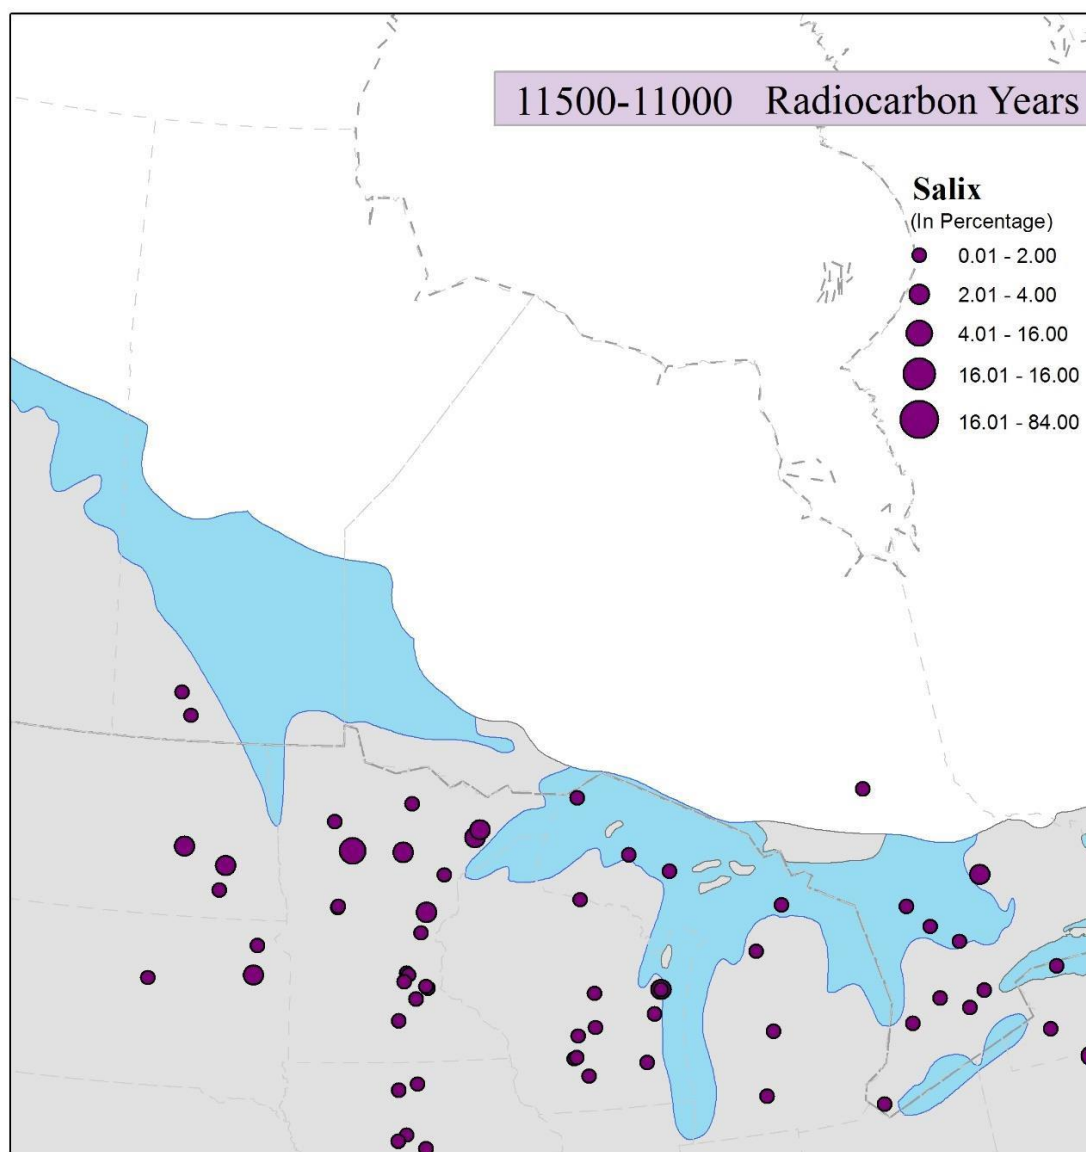 11500-11000 Radiocarbon Years
Salix
(In Percentage)
0.01 - 2.00
2.01 - 4.00
4.01 - 16.00
16.01 - 16.00
16.01 - 84.00